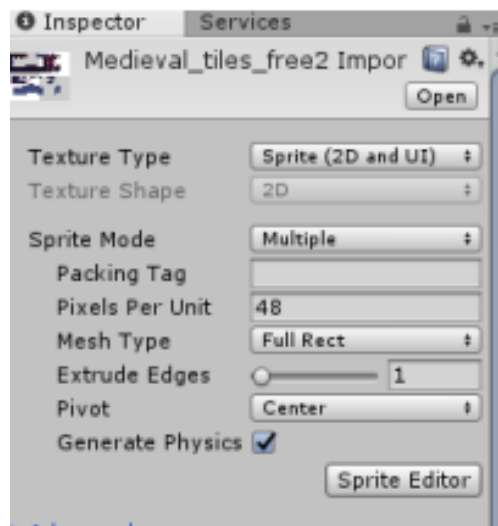 Inspector Services
Medieval_tiles_free2 Impor
Open
Texture Type Sprite (2D and UI)
Texture Shape 2D
Sprite Mode Multiple
Packing Tag
Pixels Per Unit 48
Mesh Type Full Rect
Extrude Edges 1
Pivot Center
Generate Physics
Sprite Editor